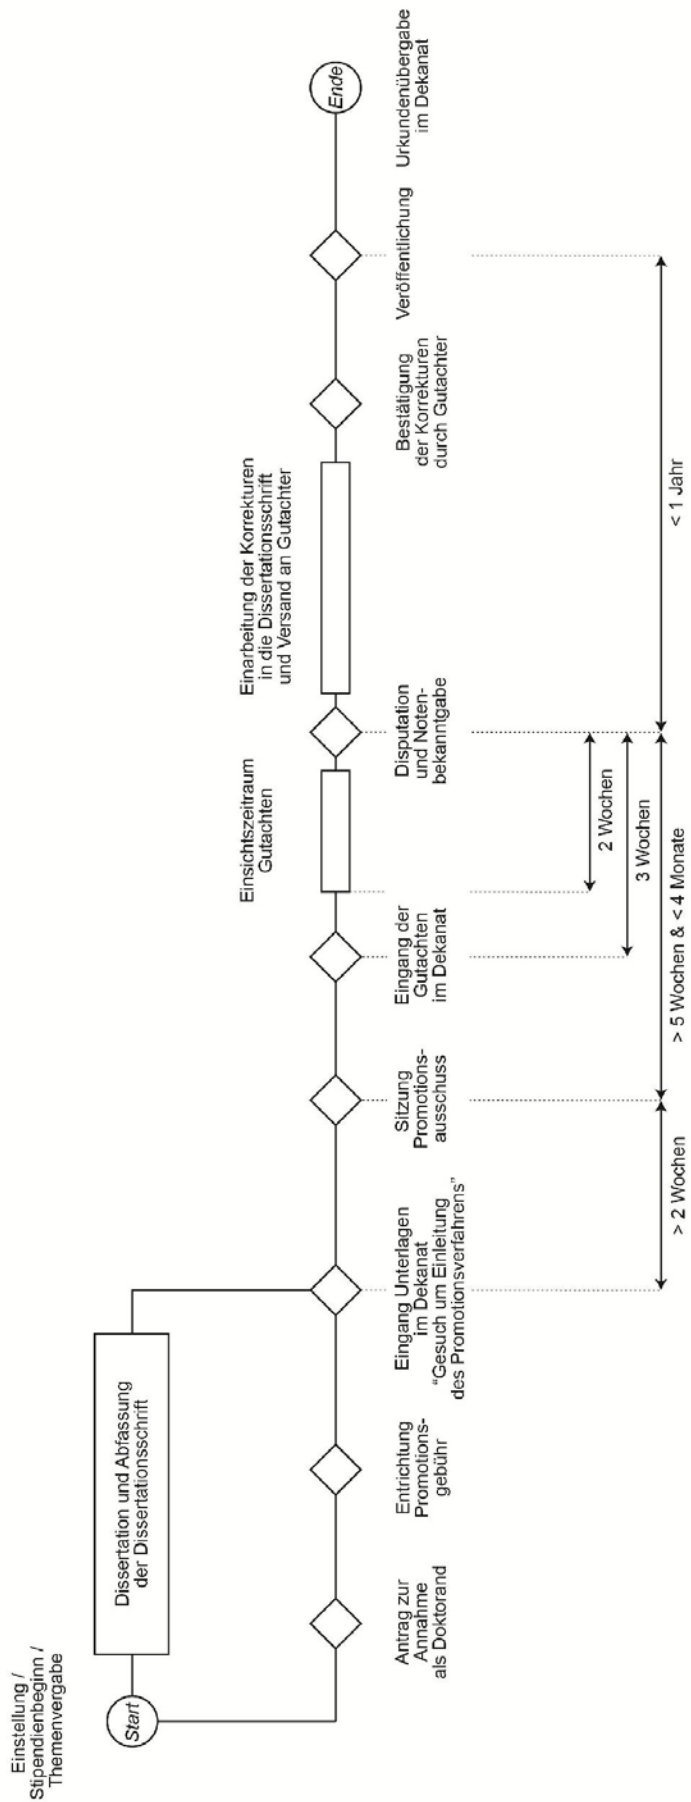 Einstellung /
Stipendienbeginn /
Themenvergabe
Start
Dissertation und Abfassung
der Dissertationsschrift
Antrag zur
Annahme
als Doktorand
Entrichtung
Promotions-
gebühr
Eingang Unterlagen
im Dekanat
“Gesuch um Einleitung
des Promotionsverfahrens”
Sitzung
Promotions-
ausschuss
Eingang der
Gutachten
im Dekanat
Einsichtszeitraum
Gutachten
Disputation
und Noten-
bekanntgabe
Einarbeitung der Korrekturen
in die Dissertationsschrift
und Versand an Gutachter
Bestätigung
der Korrekturen
durch Gutachter
Veröffentlichung
Urkundenübergabe
im Dekanat
Ende
2 Wochen
3 Wochen
> 2 Wochen
> 5 Wochen & < 4 Monate
< 1 Jahr